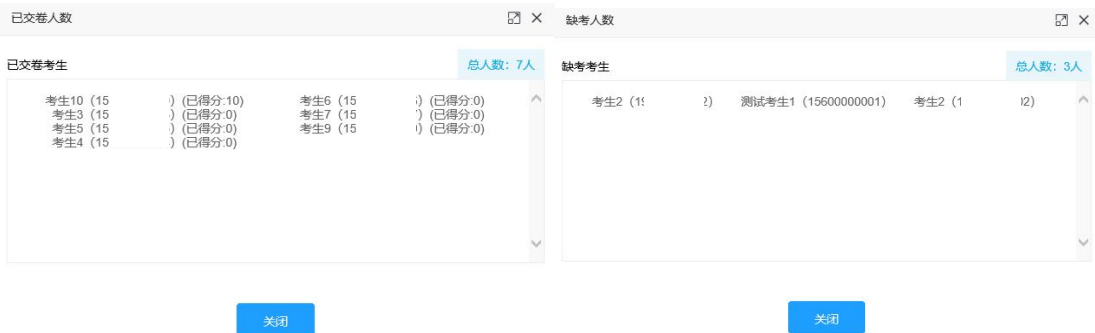 已交卷人数
已交卷考生
总人数：7人
考生10（15 ）(已得分:10) 考生6（15 ）(已得分:0)
考生3（15 ）(已得分:0) 考生7（15 ）(已得分:0)
考生5（15 ）(已得分:0) 考生9（15 ）(已得分:0)
考生4（15 ）(已得分:0)
关闭
缺考人数
缺考考生
总人数：3人
考生2（15 2） 测试考生1（15600000001） 考生2（1 02）
关闭